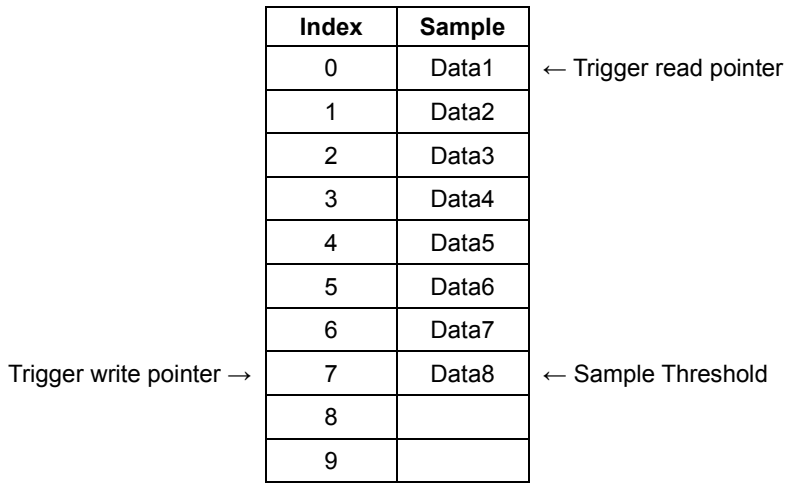 Index Sample
0 Data1 ← Trigger read pointer
1 Data2
2 Data3
3 Data4
4 Data5
5 Data6
6 Data7
Trigger write pointer → 7 Data8 ← Sample Threshold
8
9